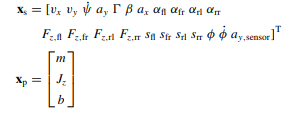 x_s = [v_x v_y ψ̇ a_y Γ β a_x α_fl α_fr α_rl α_rr
F_z,fl F_z,fr F_z,rl F_z,rr s_fl s_fr s_rl s_rr ϕ ϕ̇ a_y,sensor]^T
x_p = [m
J_z
b]